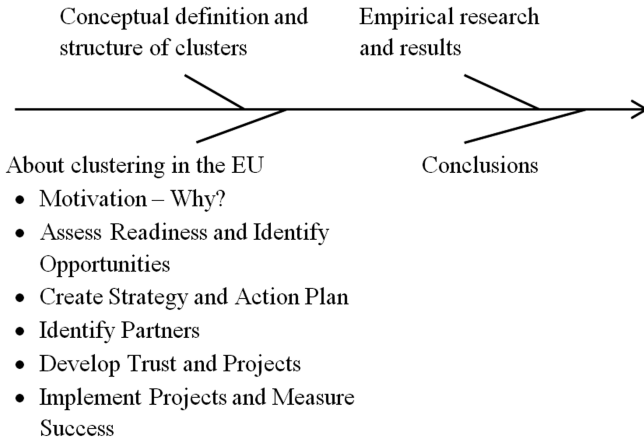 Conceptual definition and
structure of clusters
Empirical research
and results
About clustering in the EU
• Motivation – Why?
• Assess Readiness and Identify
Opportunities
• Create Strategy and Action Plan
• Identify Partners
• Develop Trust and Projects
• Implement Projects and Measure
Success
Conclusions